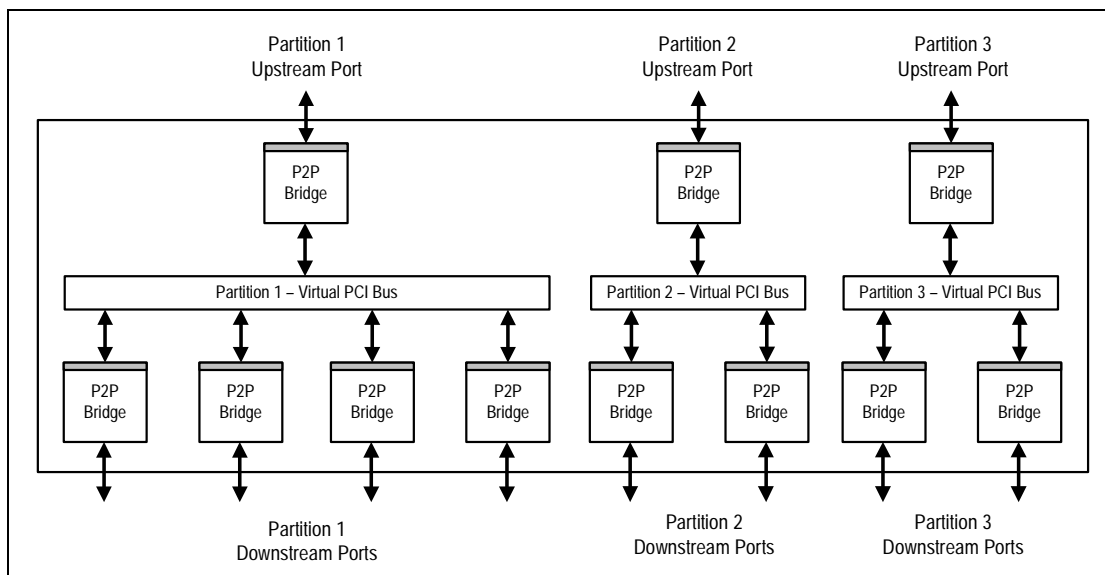 Partition 1
Upstream Port
Partition 2
Upstream Port
Partition 3
Upstream Port
P2P
Bridge
P2P
Bridge
P2P
Bridge
Partition 1 – Virtual PCI Bus
Partition 2 – Virtual PCI Bus
Partition 3 – Virtual PCI Bus
P2P
Bridge
P2P
Bridge
P2P
Bridge
P2P
Bridge
P2P
Bridge
P2P
Bridge
P2P
Bridge
P2P
Bridge
Partition 1
Downstream Ports
Partition 2
Downstream Ports
Partition 3
Downstream Ports